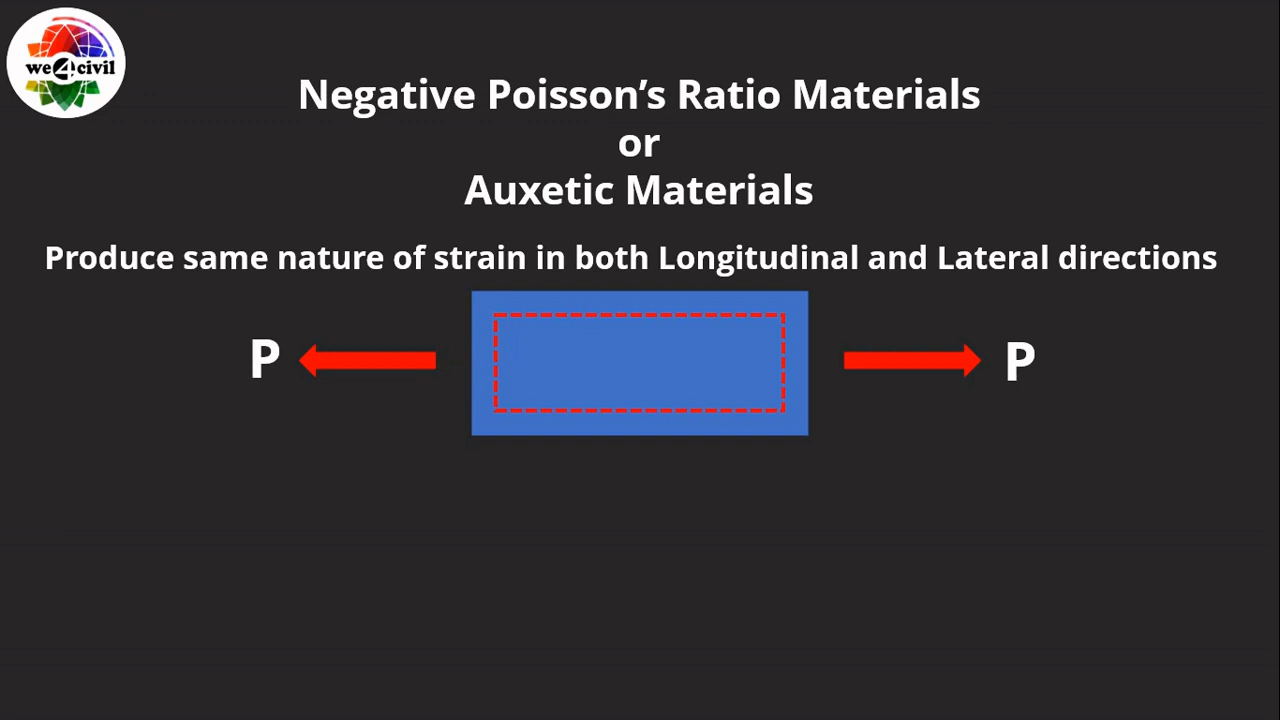 we4civil
Negative Poisson's Ratio Materials
or
Auxetic Materials
Produce same nature of strain in both Longitudinal and Lateral directions
P
P